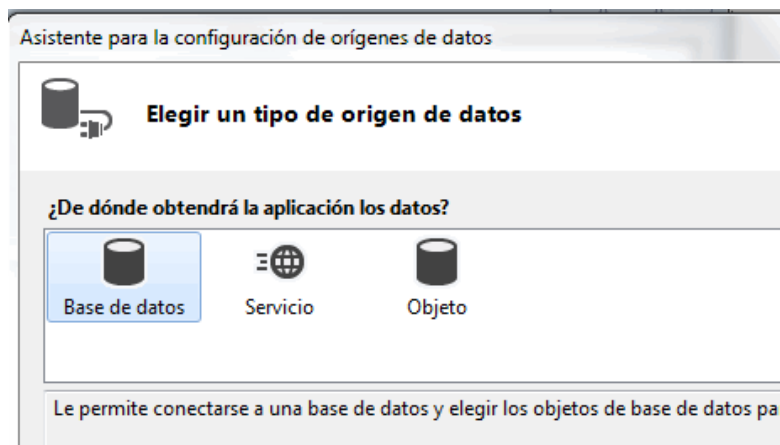 Asistente para la configuración de orígenes de datos
Elegir un tipo de origen de datos
¿De dónde obtendrá la aplicación los datos?
Base de datos Servicio Objeto
Le permite conectarse a una base de datos y elegir los objetos de base de datos